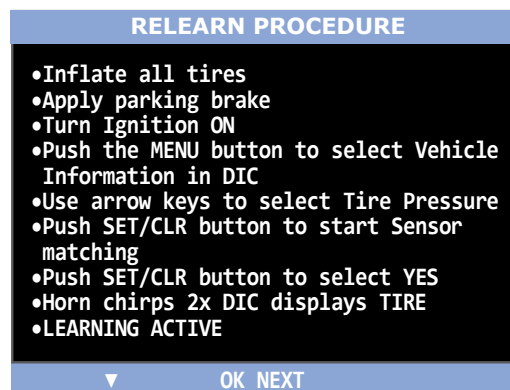 RELEARN PROCEDURE
•Inflate all tires
•Apply parking brake
•Turn Ignition ON
•Push the MENU button to select Vehicle
Information in DIC
•Use arrow keys to select Tire Pressure
•Push SET/CLR button to start Sensor
matching
•Push SET/CLR button to select YES
•Horn chirps 2x DIC displays TIRE
•LEARNING ACTIVE
▼ OK NEXT